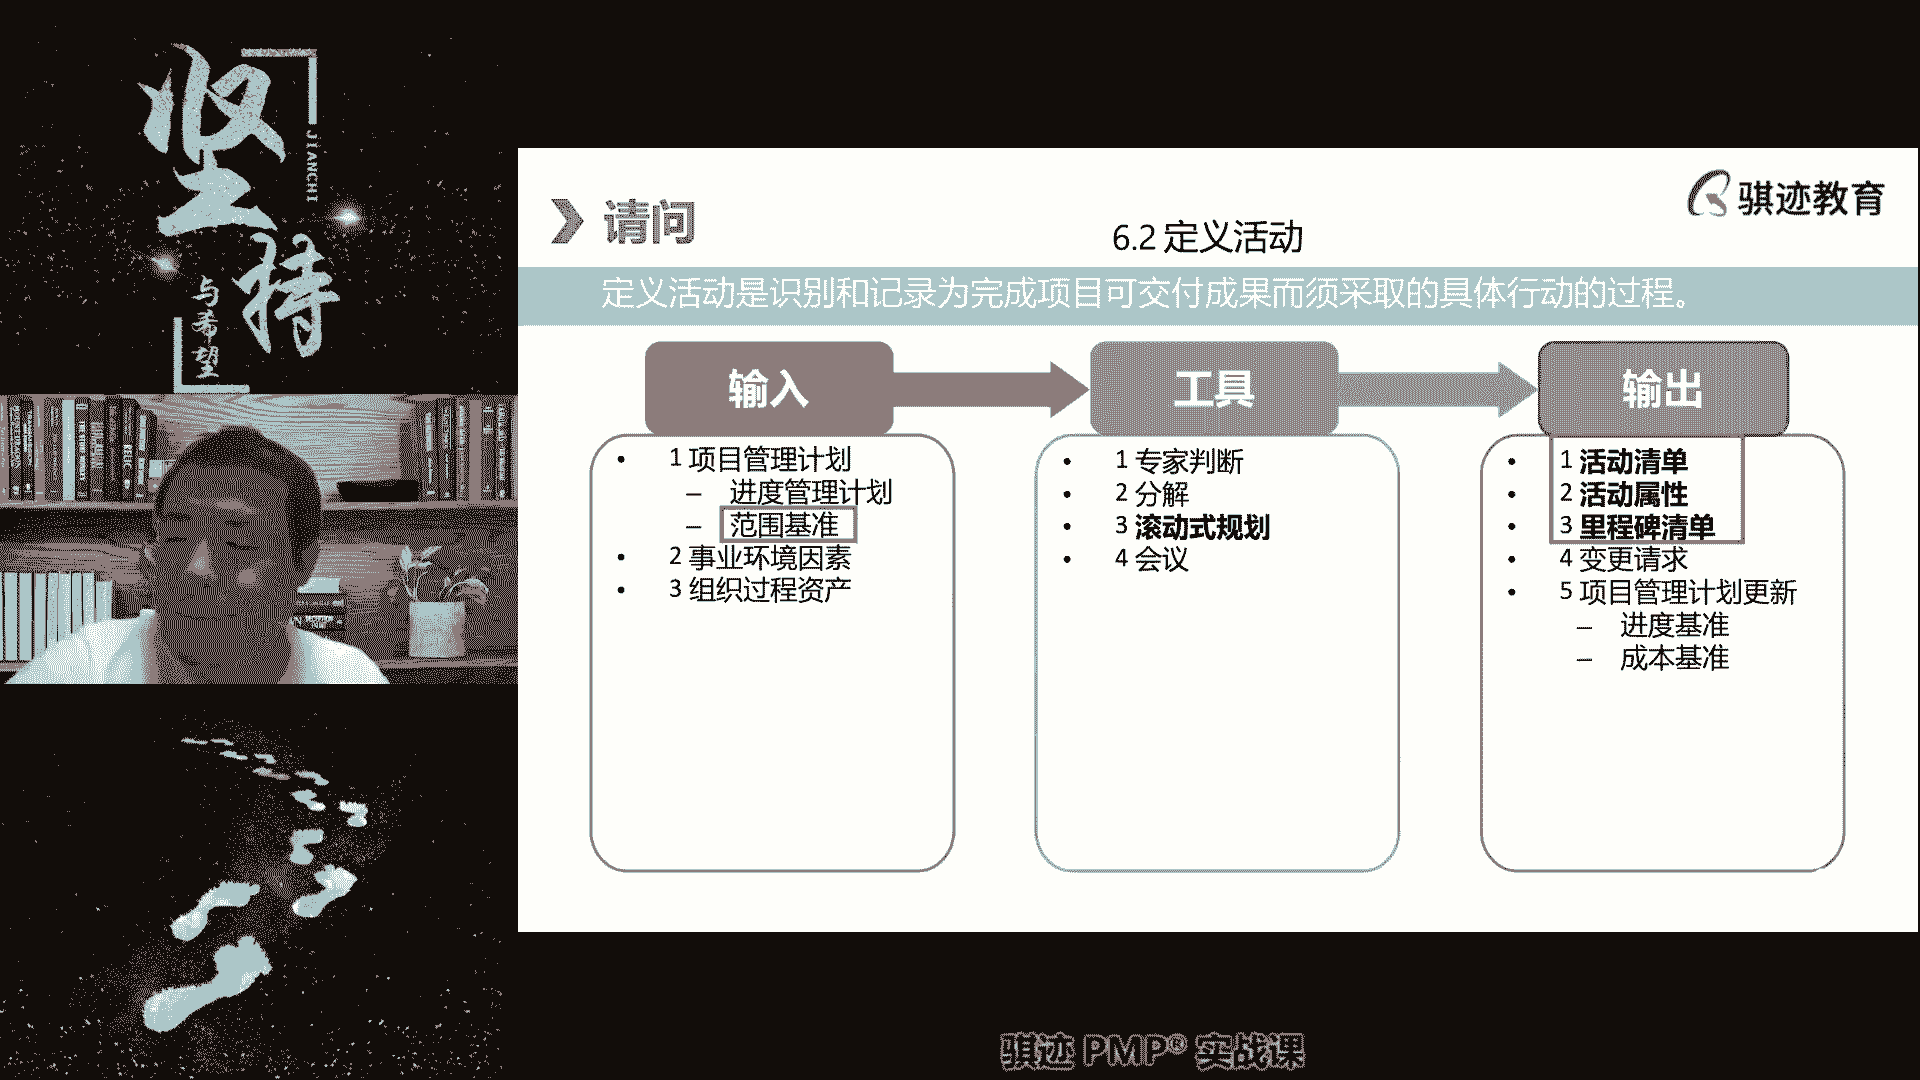 坚持
JIANCHI
与希望
请问
骐迹教育
6.2 定义活动
定义活动是识别和记录为完成项目可交付成果而须采取的具体行动的过程。
输入
• 1 项目管理计划
– 进度管理计划
– 范围基准
• 2 事业环境因素
• 3 组织过程资产
工具
• 1 专家判断
• 2 分解
• 3 滚动式规划
• 4 会议
输出
• 1 活动清单
• 2 活动属性
• 3 里程碑清单
• 4 变更请求
• 5 项目管理计划更新
– 进度基准
– 成本基准
骐迹 PMP® 实战课